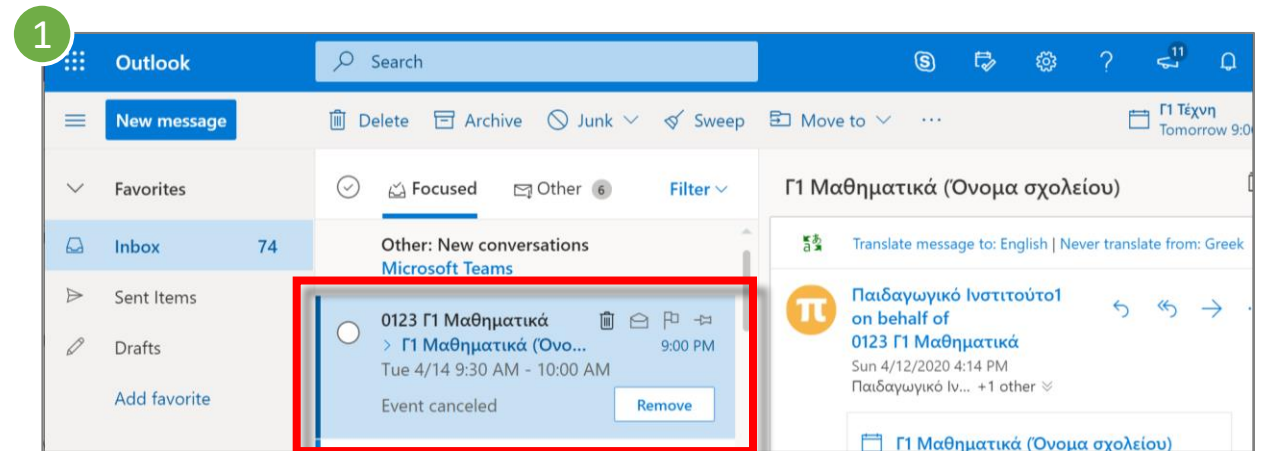 1
Outlook
Search
11
New message
Delete Archive Junk Sweep Move to ...
Γ1 Τέχνη
Tomorrow 9:0
Favorites
Focused Other 6 Filter
Γ1 Μαθηματικά (Όνομα σχολείου)
Inbox 74
Other: New conversations
Microsoft Teams
Translate message to: English | Never translate from: Greek
Sent Items
Drafts
Add favorite
0123 Γ1 Μαθηματικά
> Γ1 Μαθηματικά (Όνο... 9:00 PM
Tue 4/14 9:30 AM - 10:00 AM
Event canceled Remove
π
Παιδαγωγικό Ινστιτούτο1
on behalf of
0123 Γ1 Μαθηματικά
Sun 4/12/2020 4:14 PM
Παιδαγωγικό Ιν... +1 other
Γ1 Μαθηματικά (Όνομα σχολείου)